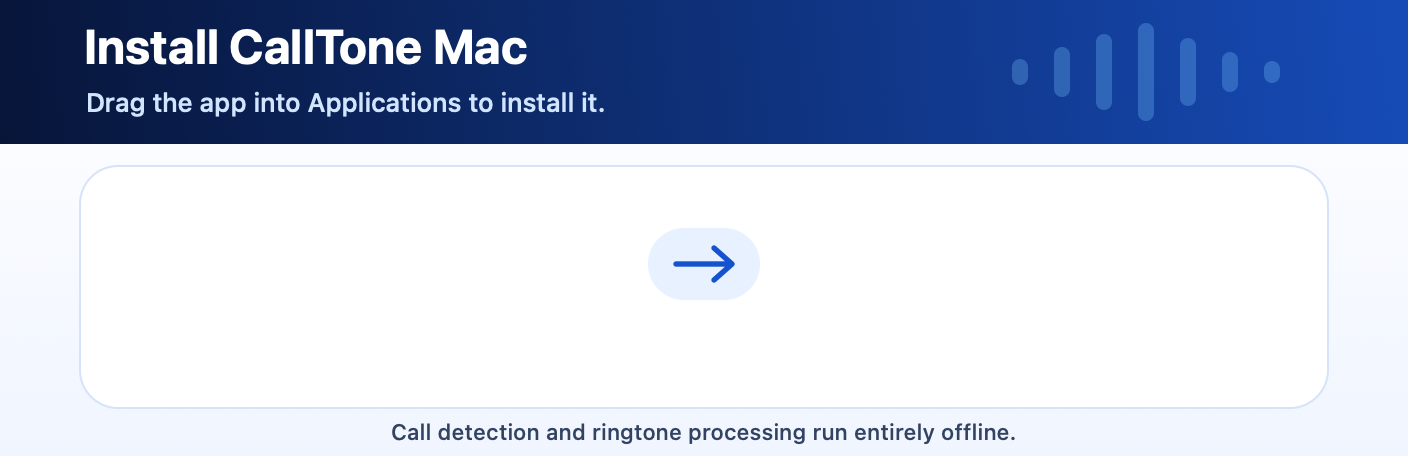 Install CallTone Mac
Drag the app into Applications to install it.
Call detection and ringtone processing run entirely offline.